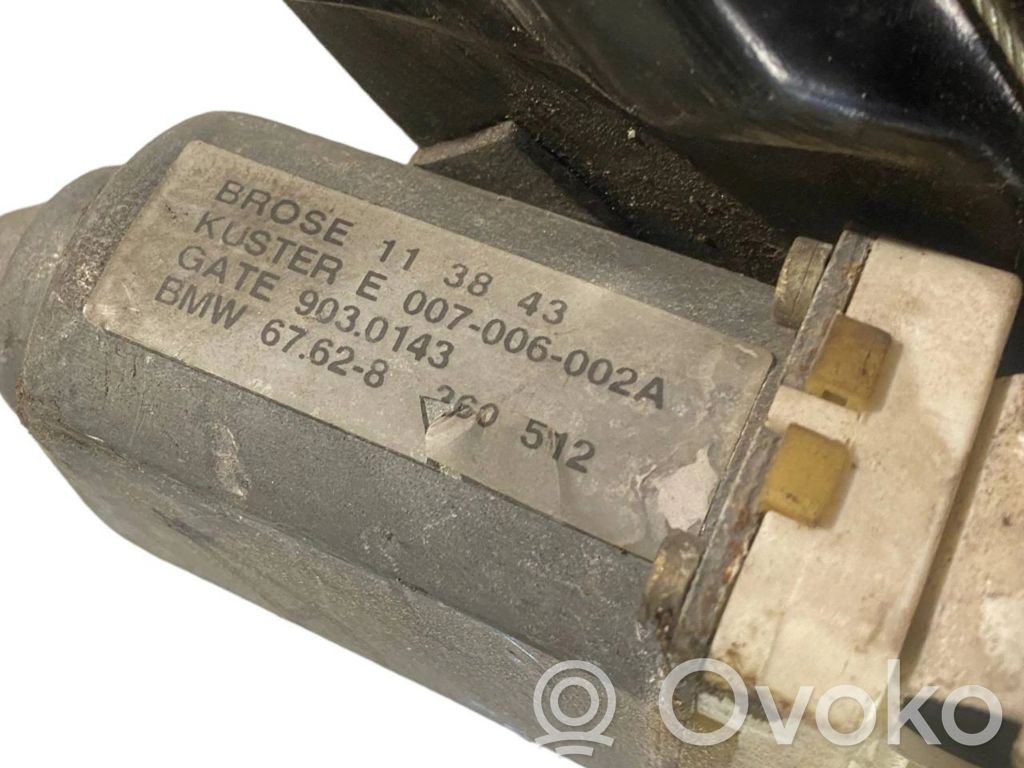 BROSE 11 38 43
KUSTER E 007-006-002A
GATE 903.0143
BMW 67.62-8 360 512
Ovoko